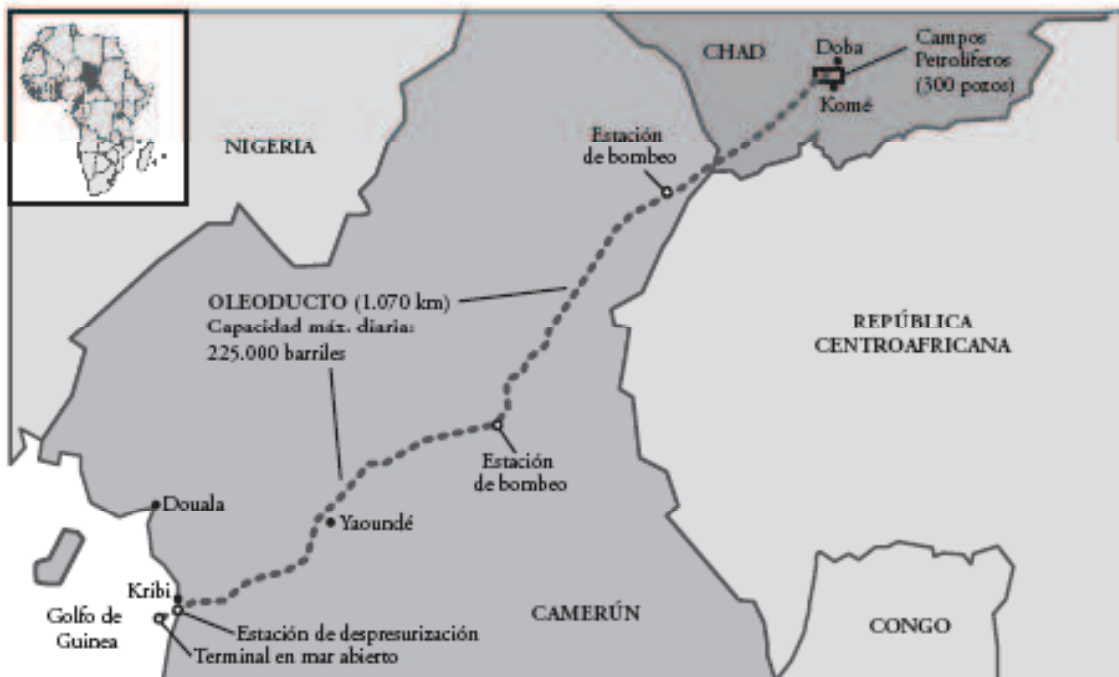 CHAD
Doba
Campos
Petrolíferos
(300 pozos)
Komé
Estación
de bombeo
NIGERIA
OLEODUCTO (1.070 km)
Capacidad máx. diaria:
225.000 barriles
REPÚBLICA
CENTROAFRICANA
Estación
de bombeo
Douala
Yaoundé
Kribi
Golfo de
Guinea
Estación de despresurización
Terminal en mar abierto
CAMERÚN
CONGO